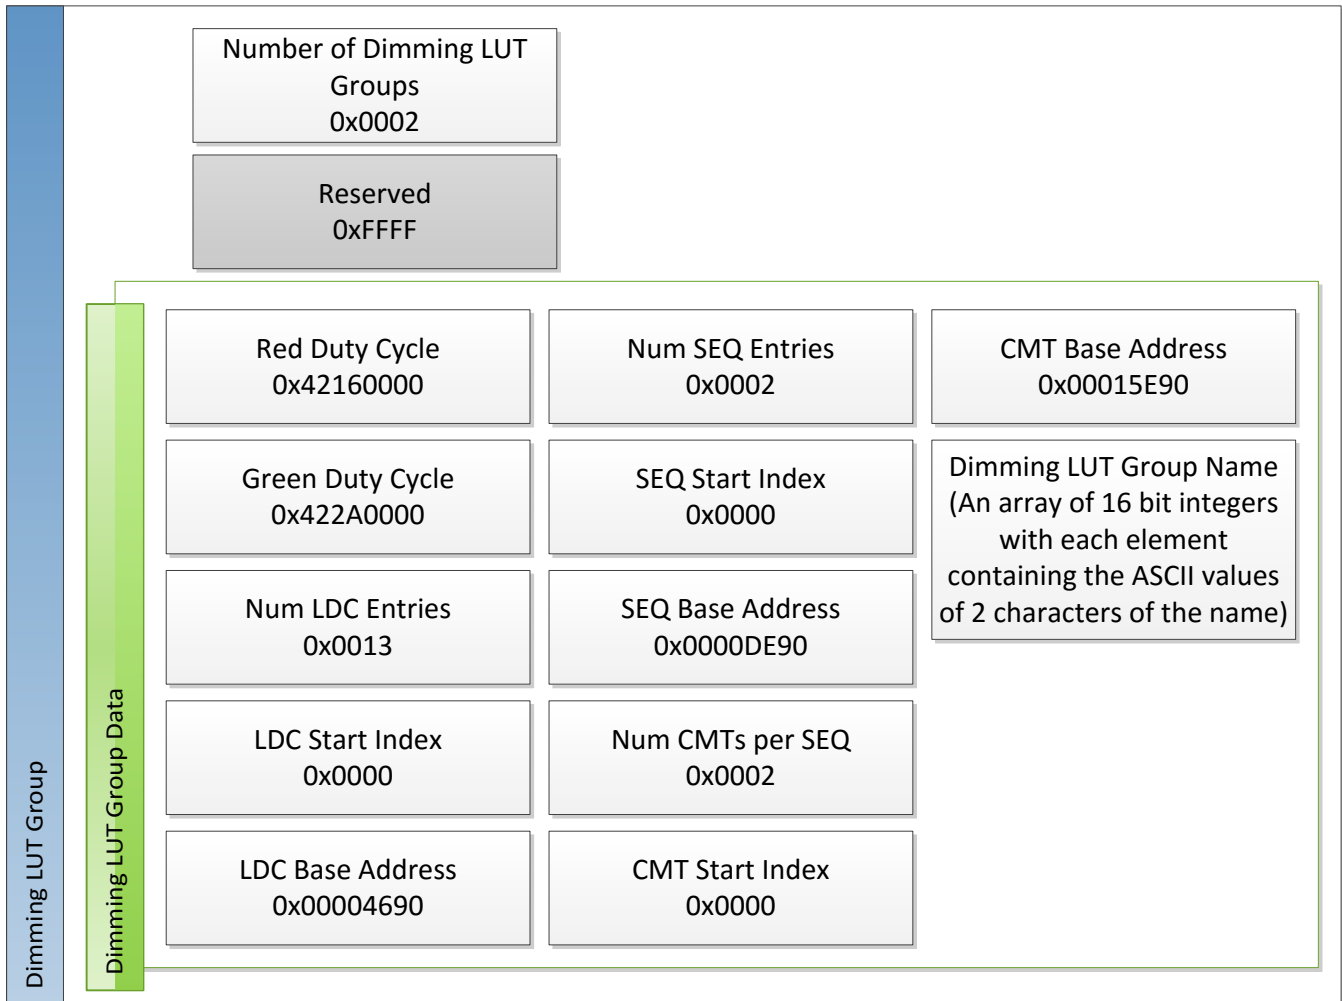 Number of Dimming LUT
Groups
0x0002
Reserved
0xFFFF
Red Duty Cycle
0x42160000
Green Duty Cycle
0x422A0000
Num LDC Entries
0x0013
LDC Start Index
0x0000
LDC Base Address
0x00004690
Num SEQ Entries
0x0002
SEQ Start Index
0x0000
SEQ Base Address
0x0000DE90
Num CMTs per SEQ
0x0002
CMT Start Index
0x0000
CMT Base Address
0x00015E90
Dimming LUT Group Name
(An array of 16 bit integers
with each element
containing the ASCII values
of 2 characters of the name)
Dimming LUT Group Data
Dimming LUT Group